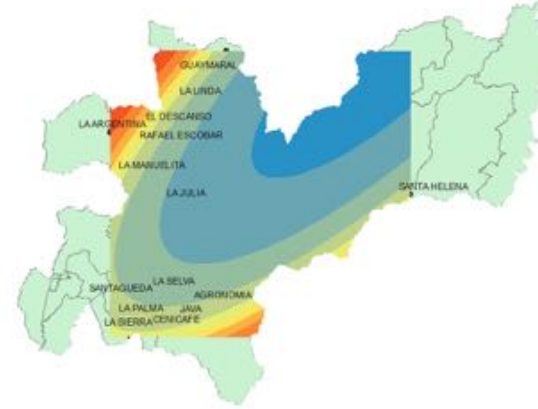 GUAYMARAL
LA LINDA
EL DESCANSO
LA ARGENTINA
RAFAEL ESCOBAR
LA MANUELITA
LA JULIA
SANTA HELENA
LA SELVA
SANTAGUEDA
AGRONOMIA
LA PALMA
JAVA
LA SIERRA
CENICAFE